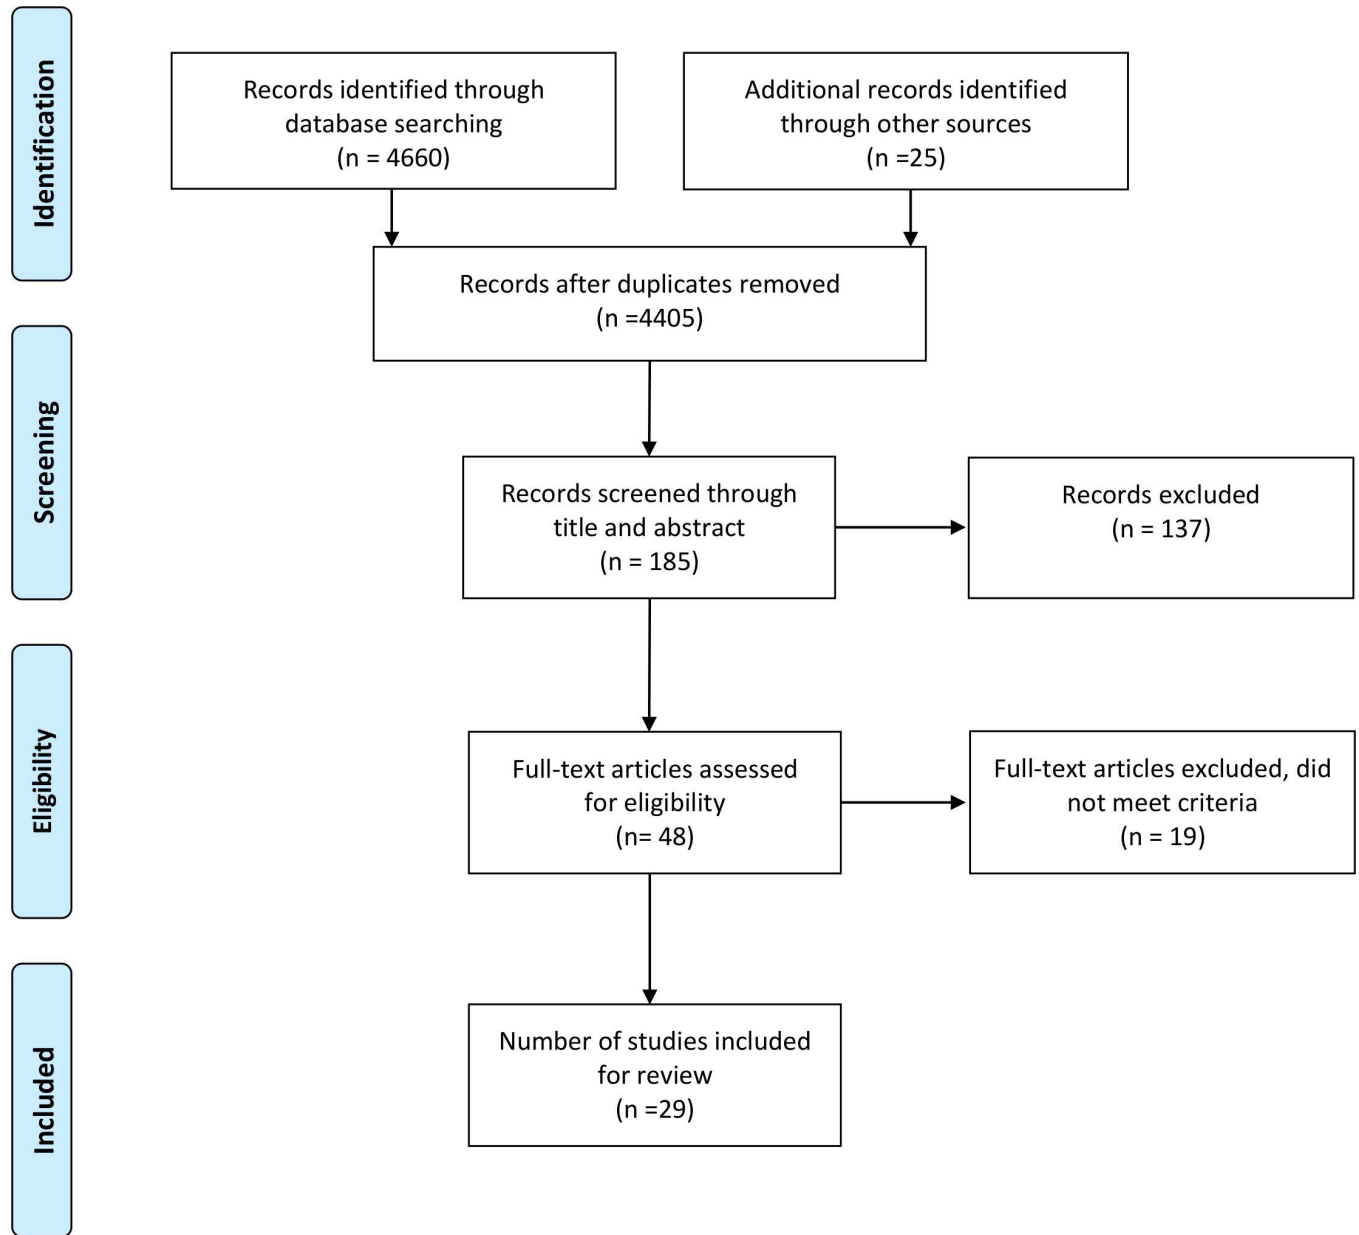 Identification
Records identified through
database searching
(n = 4660)
Additional records identified
through other sources
(n =25)
Records after duplicates removed
(n =4405)
Screening
Records screened through
title and abstract
(n = 185)
Records excluded
(n = 137)
Eligibility
Full-text articles assessed
for eligibility
(n= 48)
Full-text articles excluded, did
not meet criteria
(n = 19)
Included
Number of studies included
for review
(n =29)